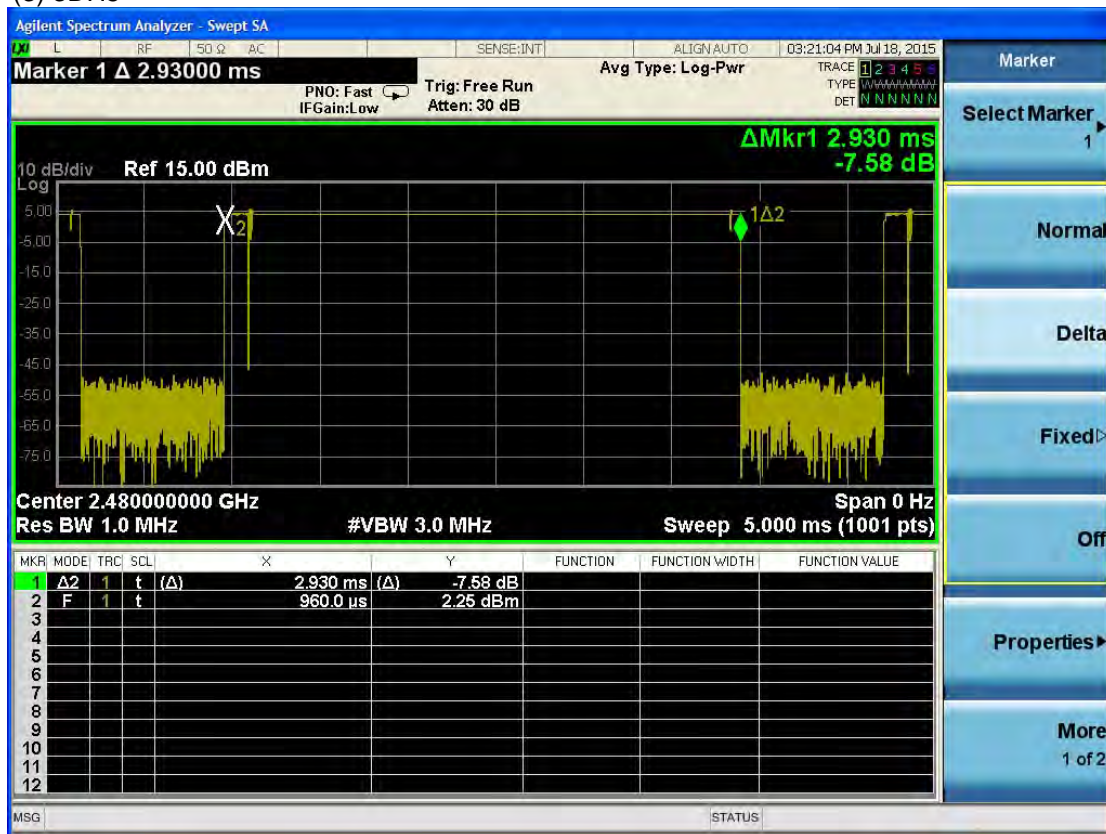 Agilent Spectrum Analyzer - Swept SA
LXI L RF 50 Ω AC SENSE:INT ALIGN AUTO 03:21:04 PM Jul 18, 2015
Marker 1 Δ 2.93000 ms
PNO: Fast
IFGain:Low
Trig: Free Run
Atten: 30 dB
Avg Type: Log-Pwr
TRACE 1 2 3 4 5 6
TYPE
DET N N N N N N
ΔMkr1 2.930 ms
-7.58 dB
10 dB/div Ref 15.00 dBm
Log
5.00
-5.00
-15.0
-25.0
-35.0
-45.0
-55.0
-65.0
-75.0
2
1Δ2
Center 2.480000000 GHz Span 0 Hz
Res BW 1.0 MHz #VBW 3.0 MHz Sweep 5.000 ms (1001 pts)
MKR MODE TRC SCL X Y FUNCTION FUNCTION WIDTH FUNCTION VALUE
1 Δ2 1 t (Δ) 2.930 ms (Δ) -7.58 dB
2 F 1 t 960.0 µs 2.25 dBm
3
4
5
6
7
8
9
10
11
12
MSG STATUS
Marker
Select Marker
1
Normal
Delta
Fixed
Off
Properties
More
1 of 2